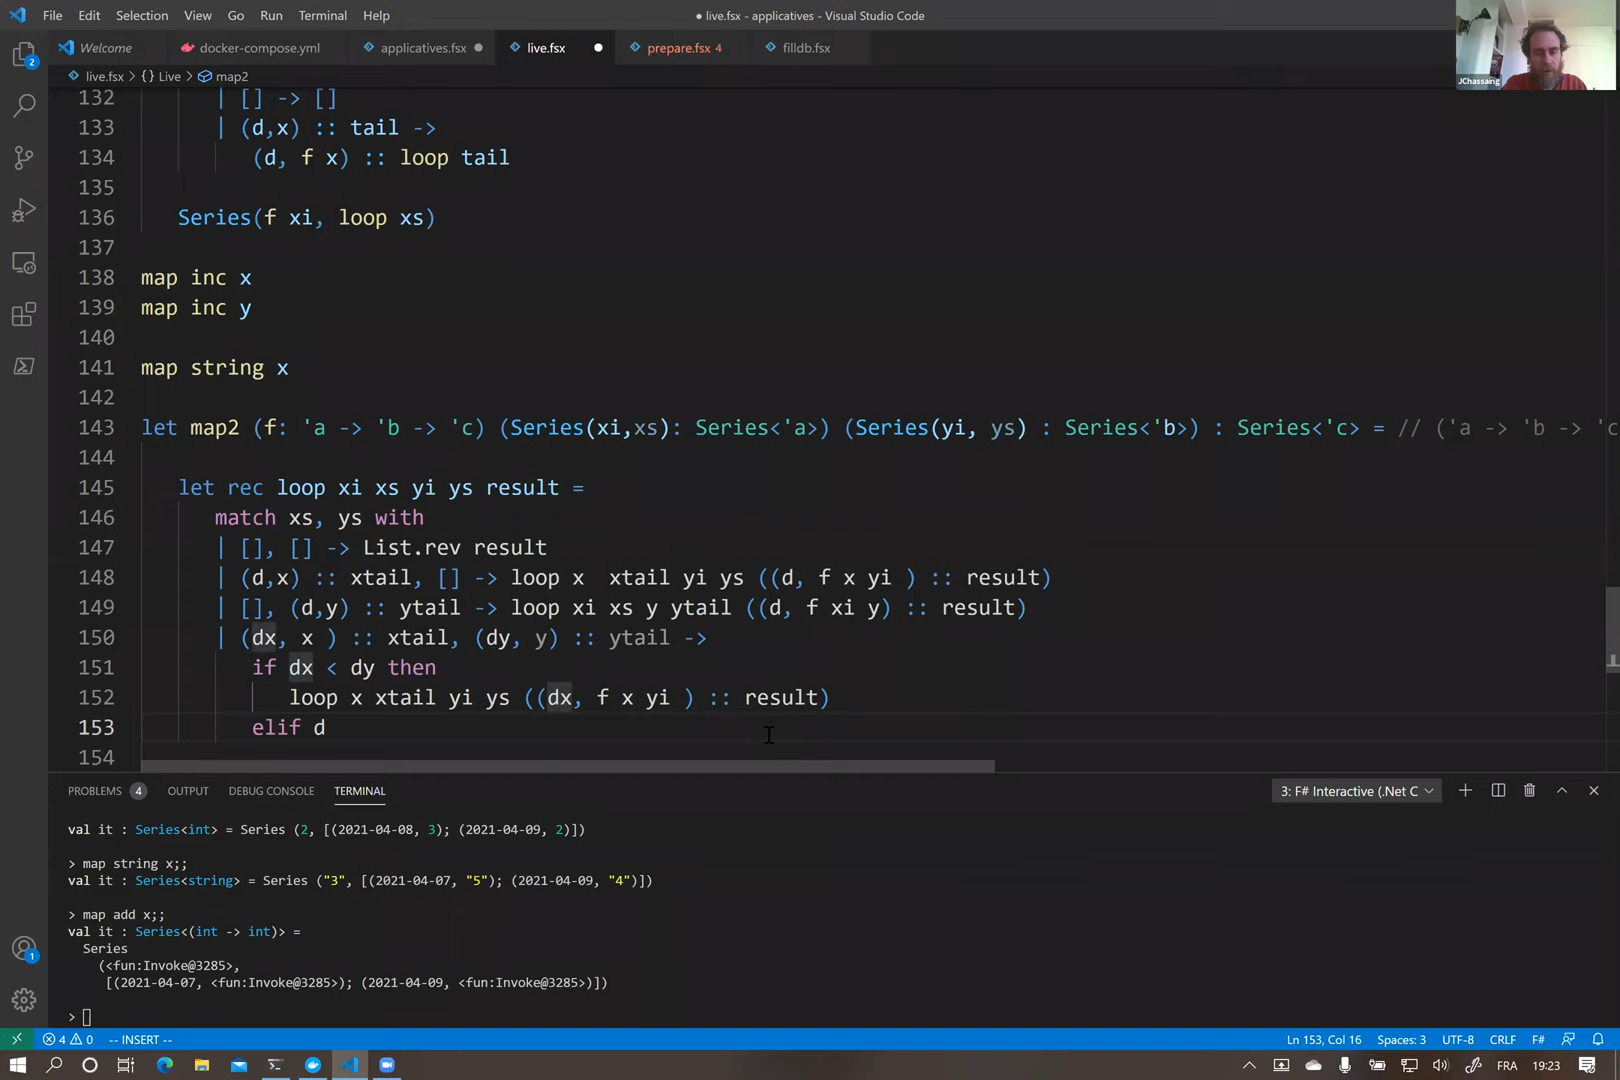 File Edit Selection View Go Run Terminal Help
● live.fsx - applicatives - Visual Studio Code
JChassaing
Welcome docker-compose.yml applicatives.fsx live.fsx prepare.fsx 4 filldb.fsx
live.fsx > {} Live > map2
132 | [] -> []
133 | (d,x) :: tail ->
134 (d, f x) :: loop tail
135
136 Series(f xi, loop xs)
137
138 map inc x
139 map inc y
140
141 map string x
142
143 let map2 (f: 'a -> 'b -> 'c) (Series(xi,xs): Series<'a>) (Series(yi, ys) : Series<'b>) : Series<'c> = // ('a -> 'b -> 'c
144
145 let rec loop xi xs yi ys result =
146 match xs, ys with
147 | [], [] -> List.rev result
148 | (d,x) :: xtail, [] -> loop x  xtail yi ys ((d, f x yi ) :: result)
149 | [], (d,y) :: ytail -> loop xi xs y ytail ((d, f xi y) :: result)
150 | (dx, x ) :: xtail, (dy, y) :: ytail ->
151 if dx < dy then
152 loop x xtail yi ys ((dx, f x yi ) :: result)
153 elif d
154
PROBLEMS 4 OUTPUT DEBUG CONSOLE TERMINAL 3: F# Interactive (.Net C
val it : Series<int> = Series (2, [(2021-04-08, 3); (2021-04-09, 2)])
> map string x;;
val it : Series<string> = Series ("3", [(2021-04-07, "5"); (2021-04-09, "4")])
> map add x;;
val it : Series<(int -> int)> =
Series
(<fun:Invoke@3285>,
[(2021-04-07, <fun:Invoke@3285>); (2021-04-09, <fun:Invoke@3285>)])
>
4 0 -- INSERT -- Ln 153, Col 16 Spaces: 3 UTF-8 CRLF F#
FRA 19:23
2
1